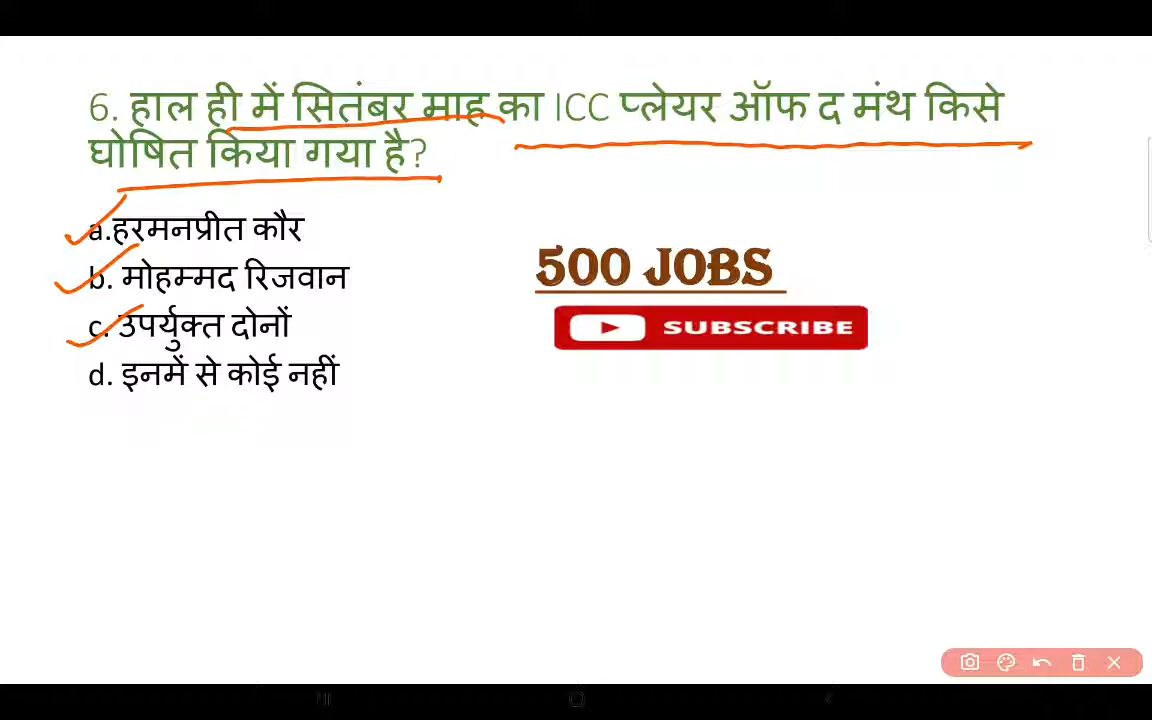 6. हाल ही में सितंबर माह का ICC प्लेयर ऑफ द मंथ किसे
घोषित किया गया है?
a.हरमनप्रीत कौर
b. मोहम्मद रिजवान
c. उपर्युक्त दोनों
d. इनमें से कोई नहीं
500 JOBS
SUBSCRIBE